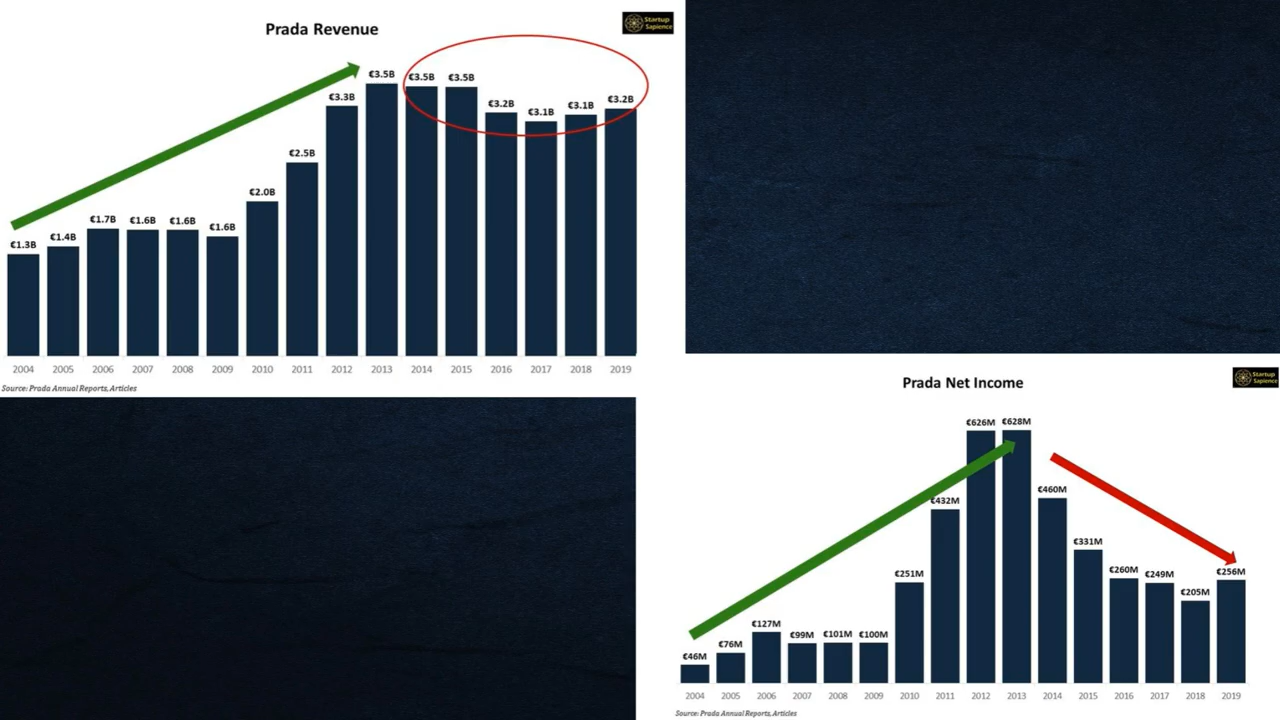 Prada Revenue
Startup
Sapience
€3.5B €3.5B €3.5B
€3.3B €3.2B €3.1B €3.1B €3.2B
€2.5B
€2.0B
€1.3B €1.4B €1.7B €1.6B €1.6B €1.6B
2004 2005 2006 2007 2008 2009 2010 2011 2012 2013 2014 2015 2016 2017 2018 2019
Source: Prada Annual Reports, Articles
Prada Net Income
Startup
Sapience
€626M €628M
€432M €460M
€331M
€251M €260M €249M €205M €256M
€46M €76M €127M €99M €101M €100M
2004 2005 2006 2007 2008 2009 2010 2011 2012 2013 2014 2015 2016 2017 2018 2019
Source: Prada Annual Reports, Articles